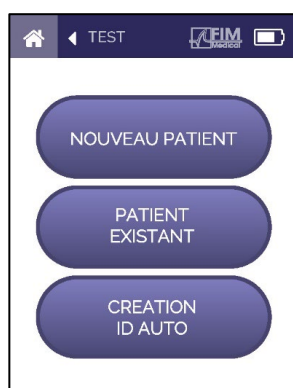 TEST
FIM
Medical
NOUVEAU PATIENT
PATIENT
EXISTANT
CREATION
ID AUTO